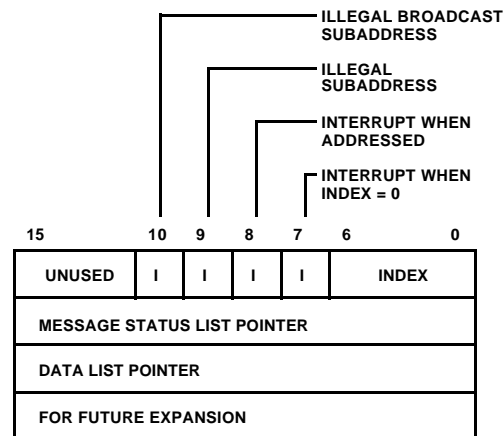 ILLEGAL BROADCAST
SUBADDRESS
ILLEGAL
SUBADDRESS
INTERRUPT WHEN
ADDRESSED
INTERRUPT WHEN
INDEX = 0
15 10 9 8 7 6 0
UNUSED I I I I INDEX
MESSAGE STATUS LIST POINTER
DATA LIST POINTER
FOR FUTURE EXPANSION